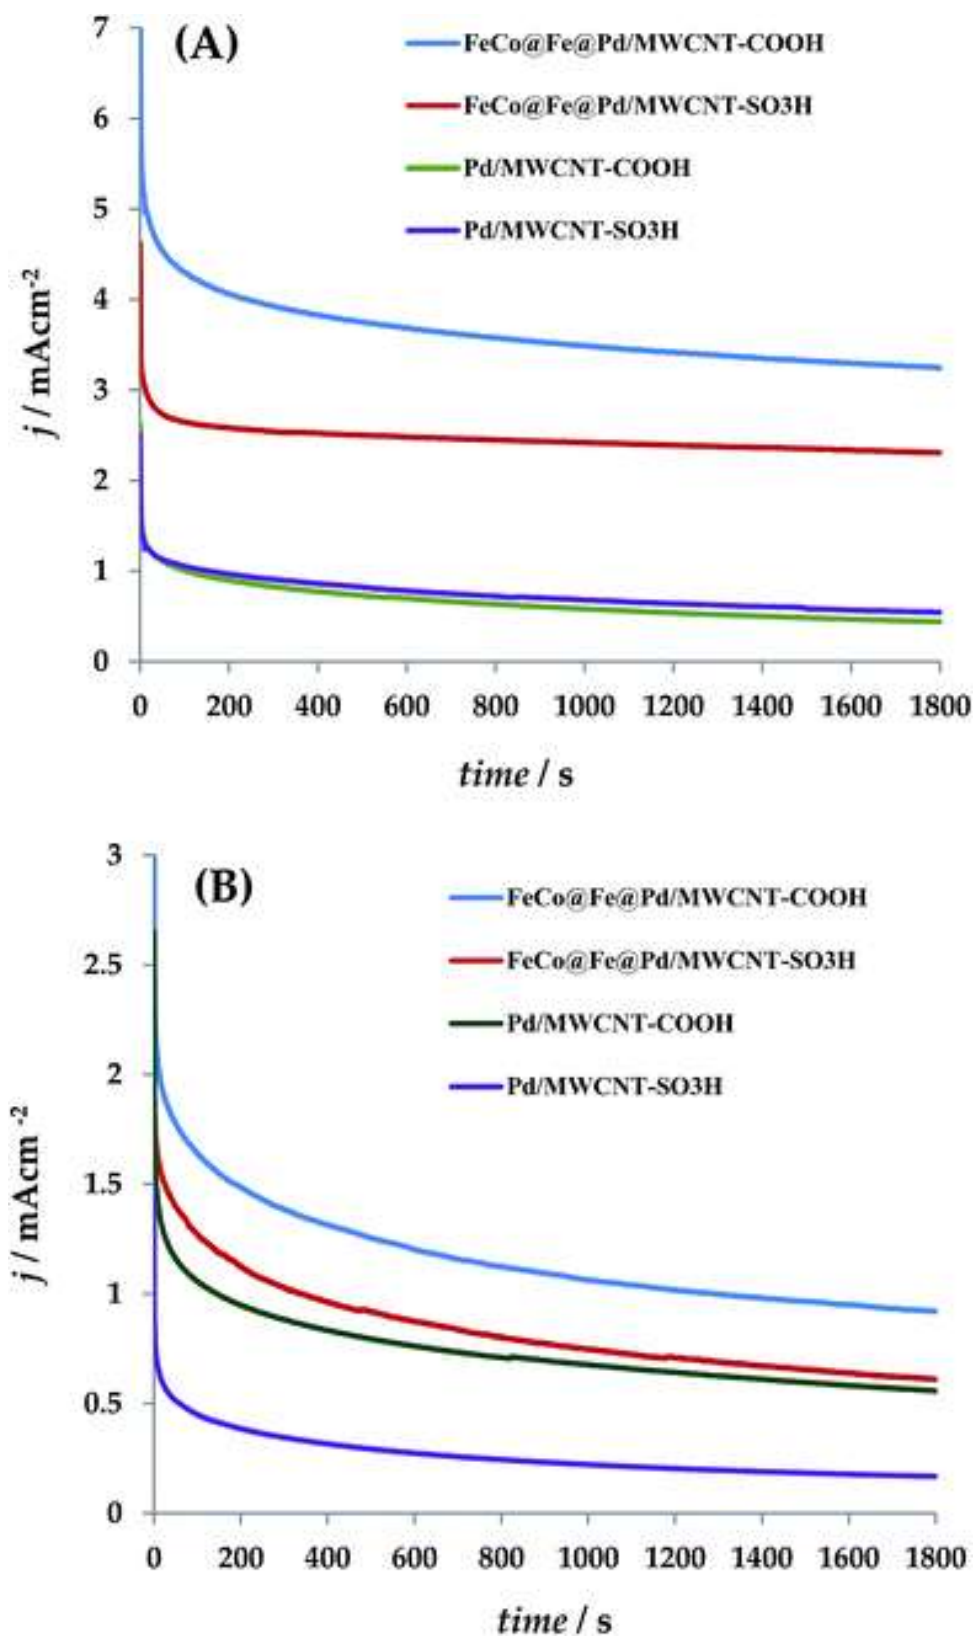 (A)
FeCo@Fe@Pd/MWCNT-COOH
FeCo@Fe@Pd/MWCNT-SO3H
Pd/MWCNT-COOH
Pd/MWCNT-SO3H
7
6
5
4
3
2
1
0
j / mAcm-2
0 200 400 600 800 1000 1200 1400 1600 1800
time / s
(B)
FeCo@Fe@Pd/MWCNT-COOH
FeCo@Fe@Pd/MWCNT-SO3H
Pd/MWCNT-COOH
Pd/MWCNT-SO3H
3
2.5
2
1.5
1
0.5
0
j / mAcm-2
0 200 400 600 800 1000 1200 1400 1600 1800
time / s